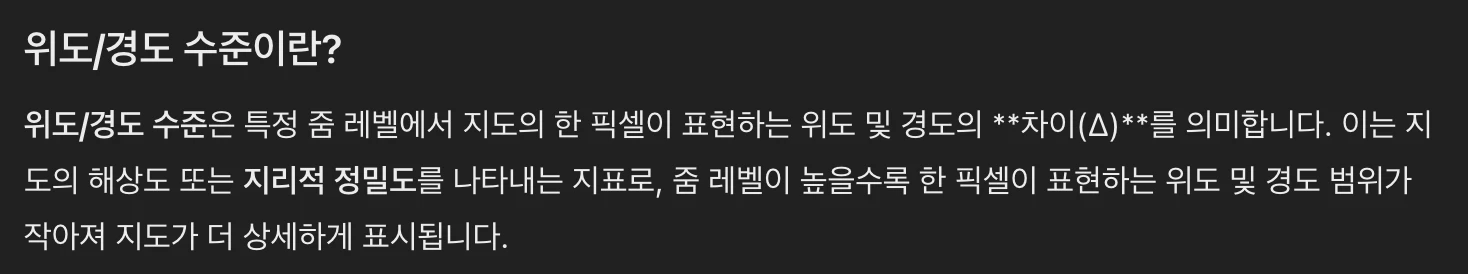 위도/경도 수준이란?
위도/경도 수준은 특정 줌 레벨에서 지도의 한 픽셀이 표현하는 위도 및 경도의 **차이(Δ)**를 의미합니다. 이는 지
도의 해상도 또는 지리적 정밀도를 나타내는 지표로, 줌 레벨이 높을수록 한 픽셀이 표현하는 위도 및 경도 범위가
작아져 지도가 더 상세하게 표시됩니다.